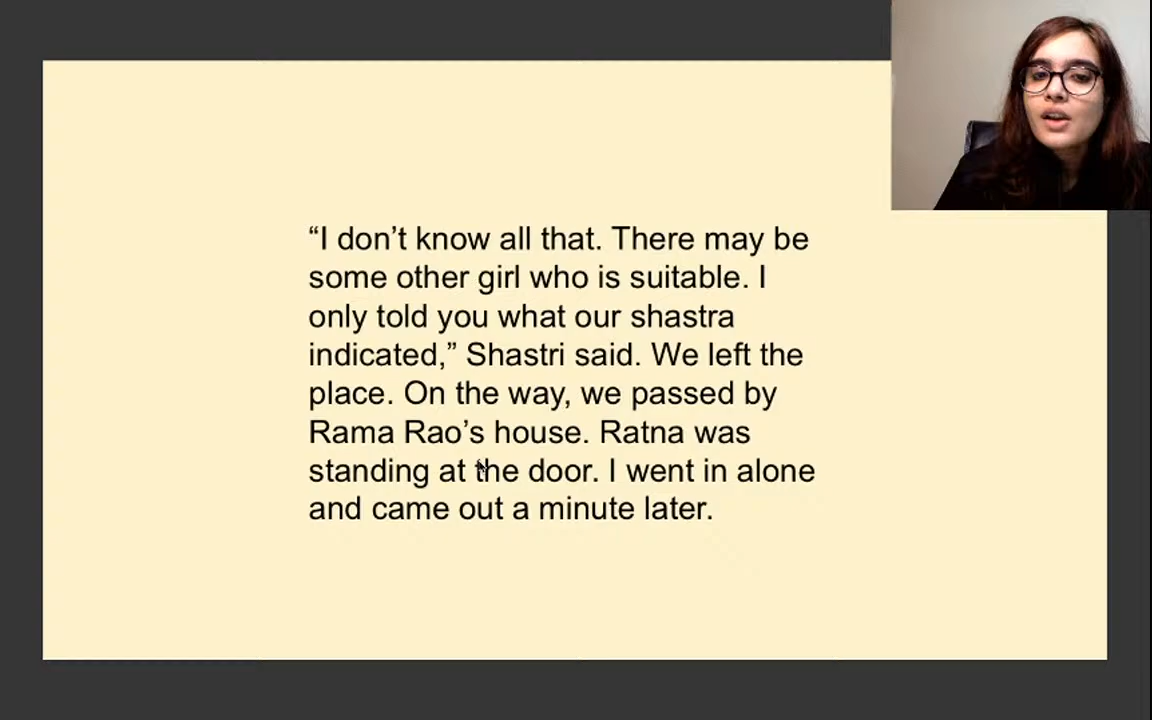 “I don’t know all that. There may be
some other girl who is suitable. I
only told you what our shastra
indicated,” Shastri said. We left the
place. On the way, we passed by
Rama Rao’s house. Ratna was
standing at the door. I went in alone
and came out a minute later.